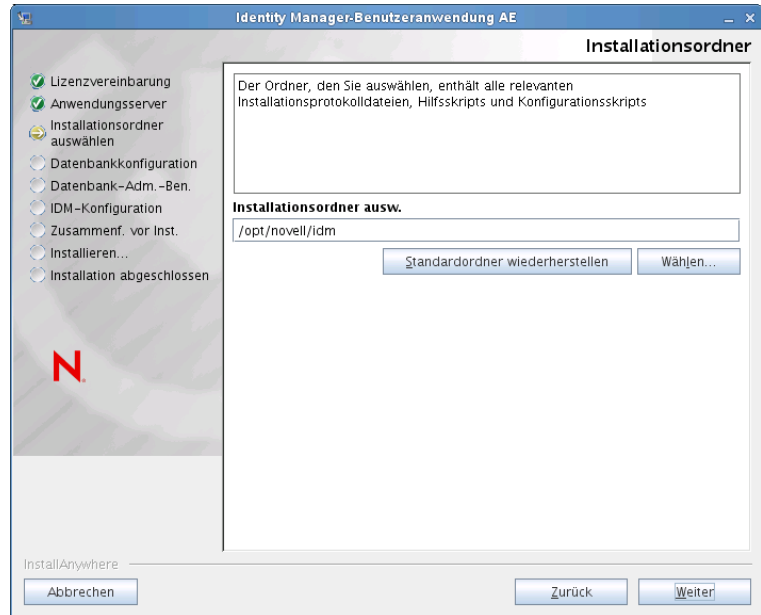 Identity Manager-Benutzeranwendung AE
Installationsordner
Lizenzvereinbarung
Anwendungsserver
Installationsordner
auswählen
Datenbankkonfiguration
Datenbank-Adm.-Ben.
IDM-Konfiguration
Zusammenf. vor Inst.
Installieren...
Installation abgeschlossen
N
Der Ordner, den Sie auswählen, enthält alle relevanten
Installationsprotokolldateien, Hilfsskripts und Konfigurationsskripts
Installationsordner ausw.
/opt/novell/idm
Standardordner wiederherstellen
Wählen...
InstallAnywhere
Abbrechen
Zurück
Weiter